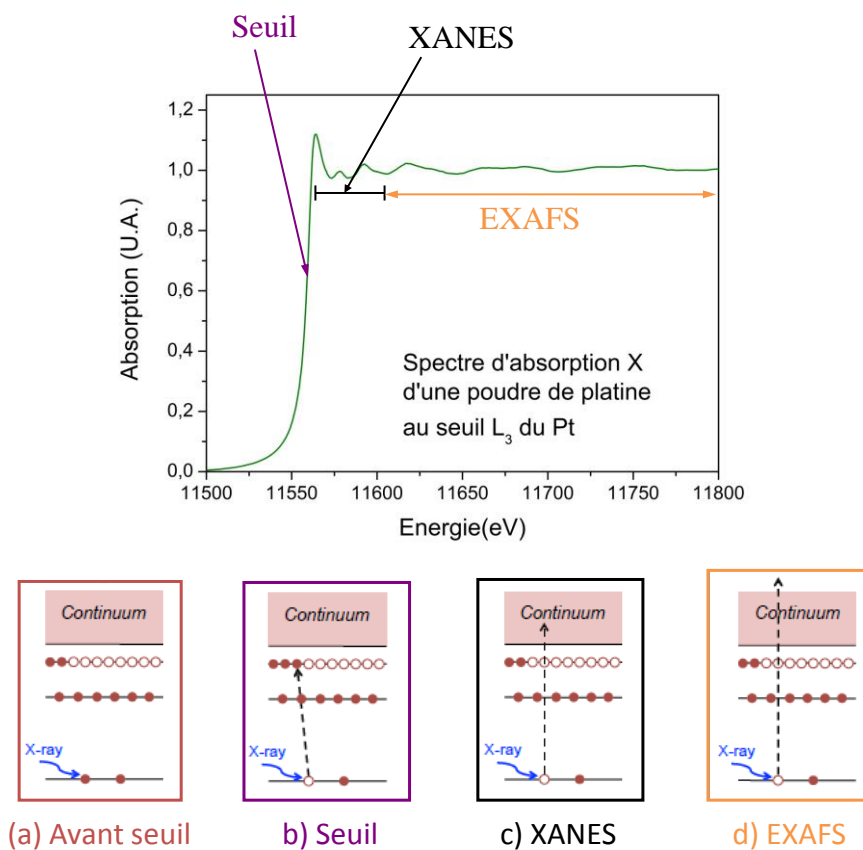 Seuil
XANES
1,2
1,0
0,8
0,6
0,4
0,2
0,0
Absorption (U.A.)
EXAFS
Spectre d'absorption X
d'une poudre de platine
au seuil L₃ du Pt
11500 11550 11600 11650 11700 11750 11800
Energie(eV)
Continuum Continuum Continuum Continuum
X-ray X-ray X-ray X-ray
(a) Avant seuil b) Seuil c) XANES d) EXAFS